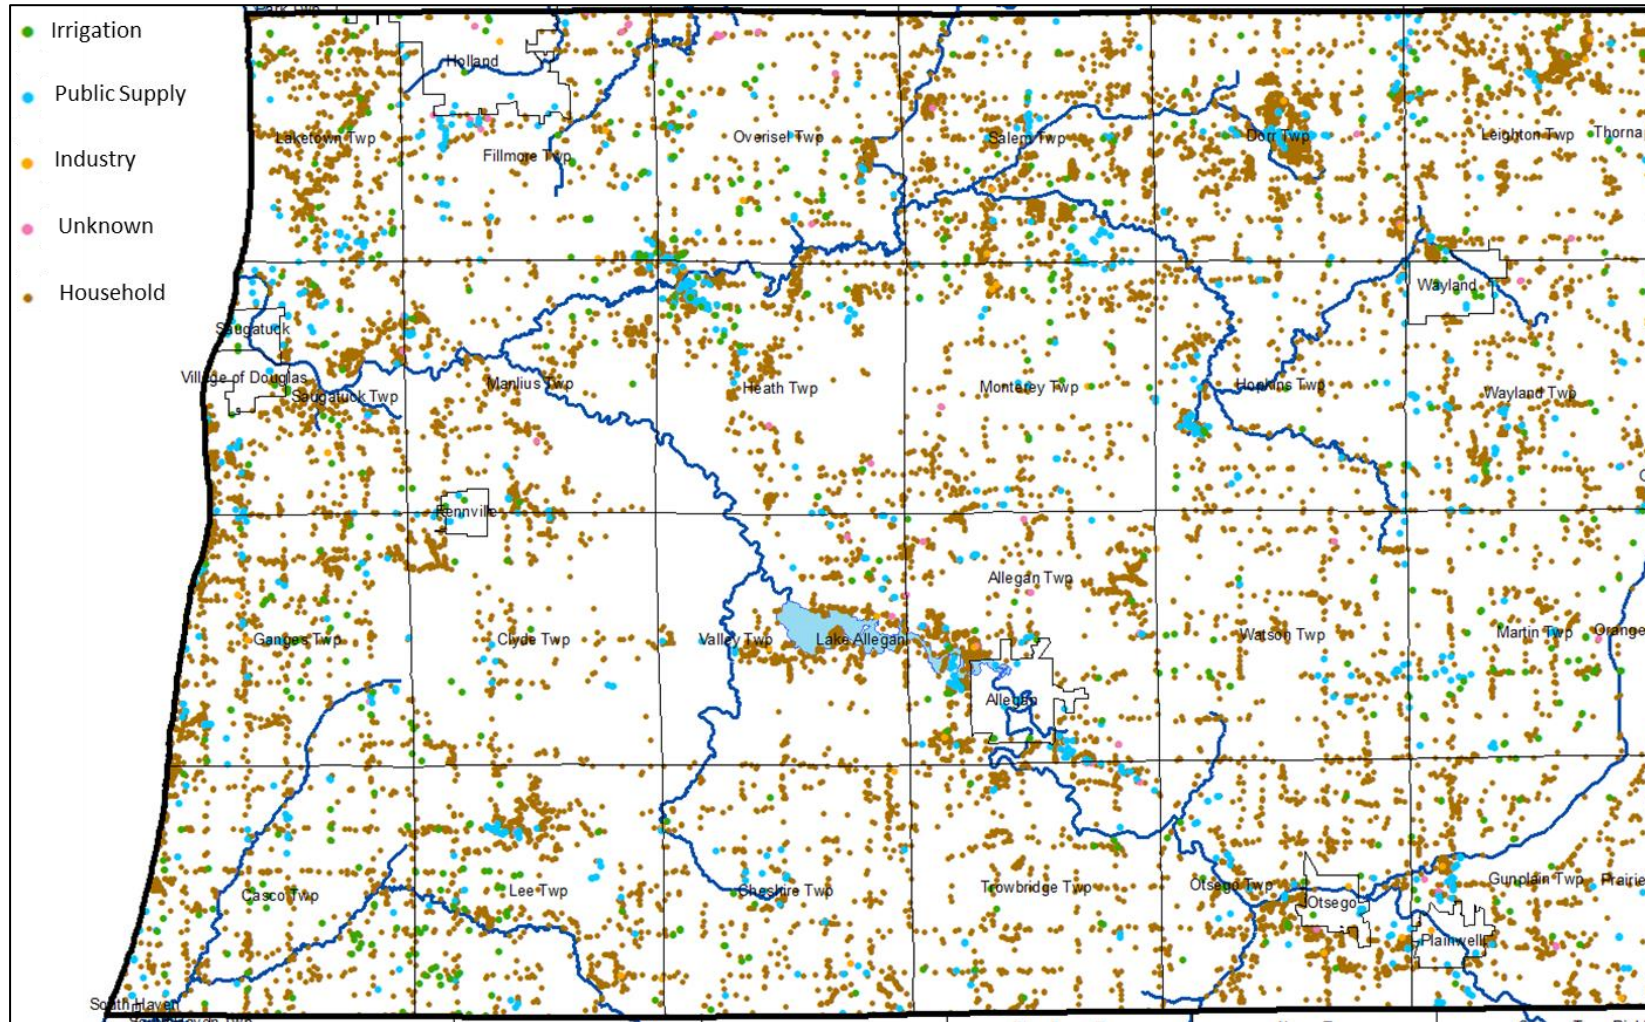 Irrigation
Public Supply
Industry
Unknown
Household
Holland
Laketown Twp
Fillmore Twp
Overisel Twp
Salem Twp
Dorr Twp
Leighton Twp
Thorna
Wayland
Saugatuck
Village of Douglas
Saugatuck Twp
Manlius Twp
Heath Twp
Monterey Twp
Hopkins Twp
Wayland Twp
Fennville
Allegan Twp
Ganges Twp
Clyde Twp
Valley Twp
Lake Allegan
Watson Twp
Martin Twp
Orange
Allegan
Casco Twp
Lee Twp
Cheshire Twp
Trowbridge Twp
Otsego Twp
Otsego
Gunplain Twp
Prairie
Plainwell
South Haven